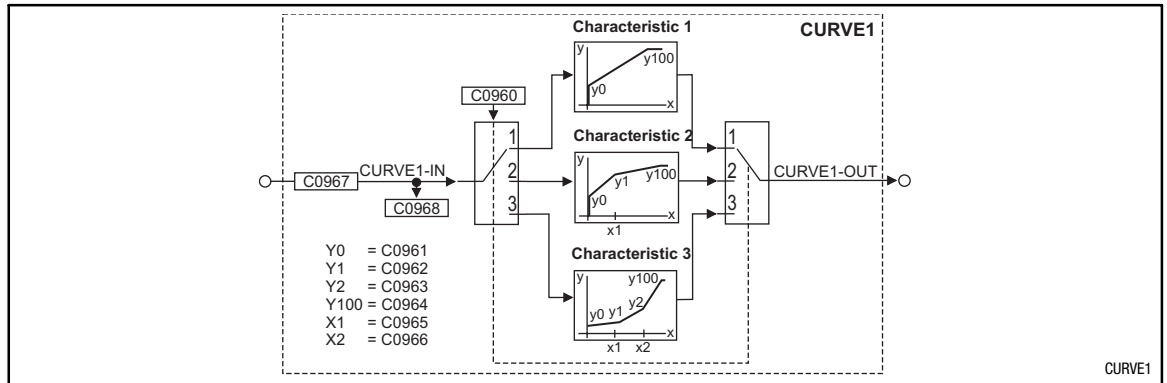 Characteristic 1
CURVE1
y
y100
y0
x
C0960
1
2
3
Characteristic 2
y
y1
y100
y0
x
x1
1
2
3
C0967
CURVE1-IN
C0968
CURVE1-OUT
Characteristic 3
y
y100
y2
y0 y1
x
x1 x2
Y0 = C0961
Y1 = C0962
Y2 = C0963
Y100 = C0964
X1 = C0965
X2 = C0966
CURVE1